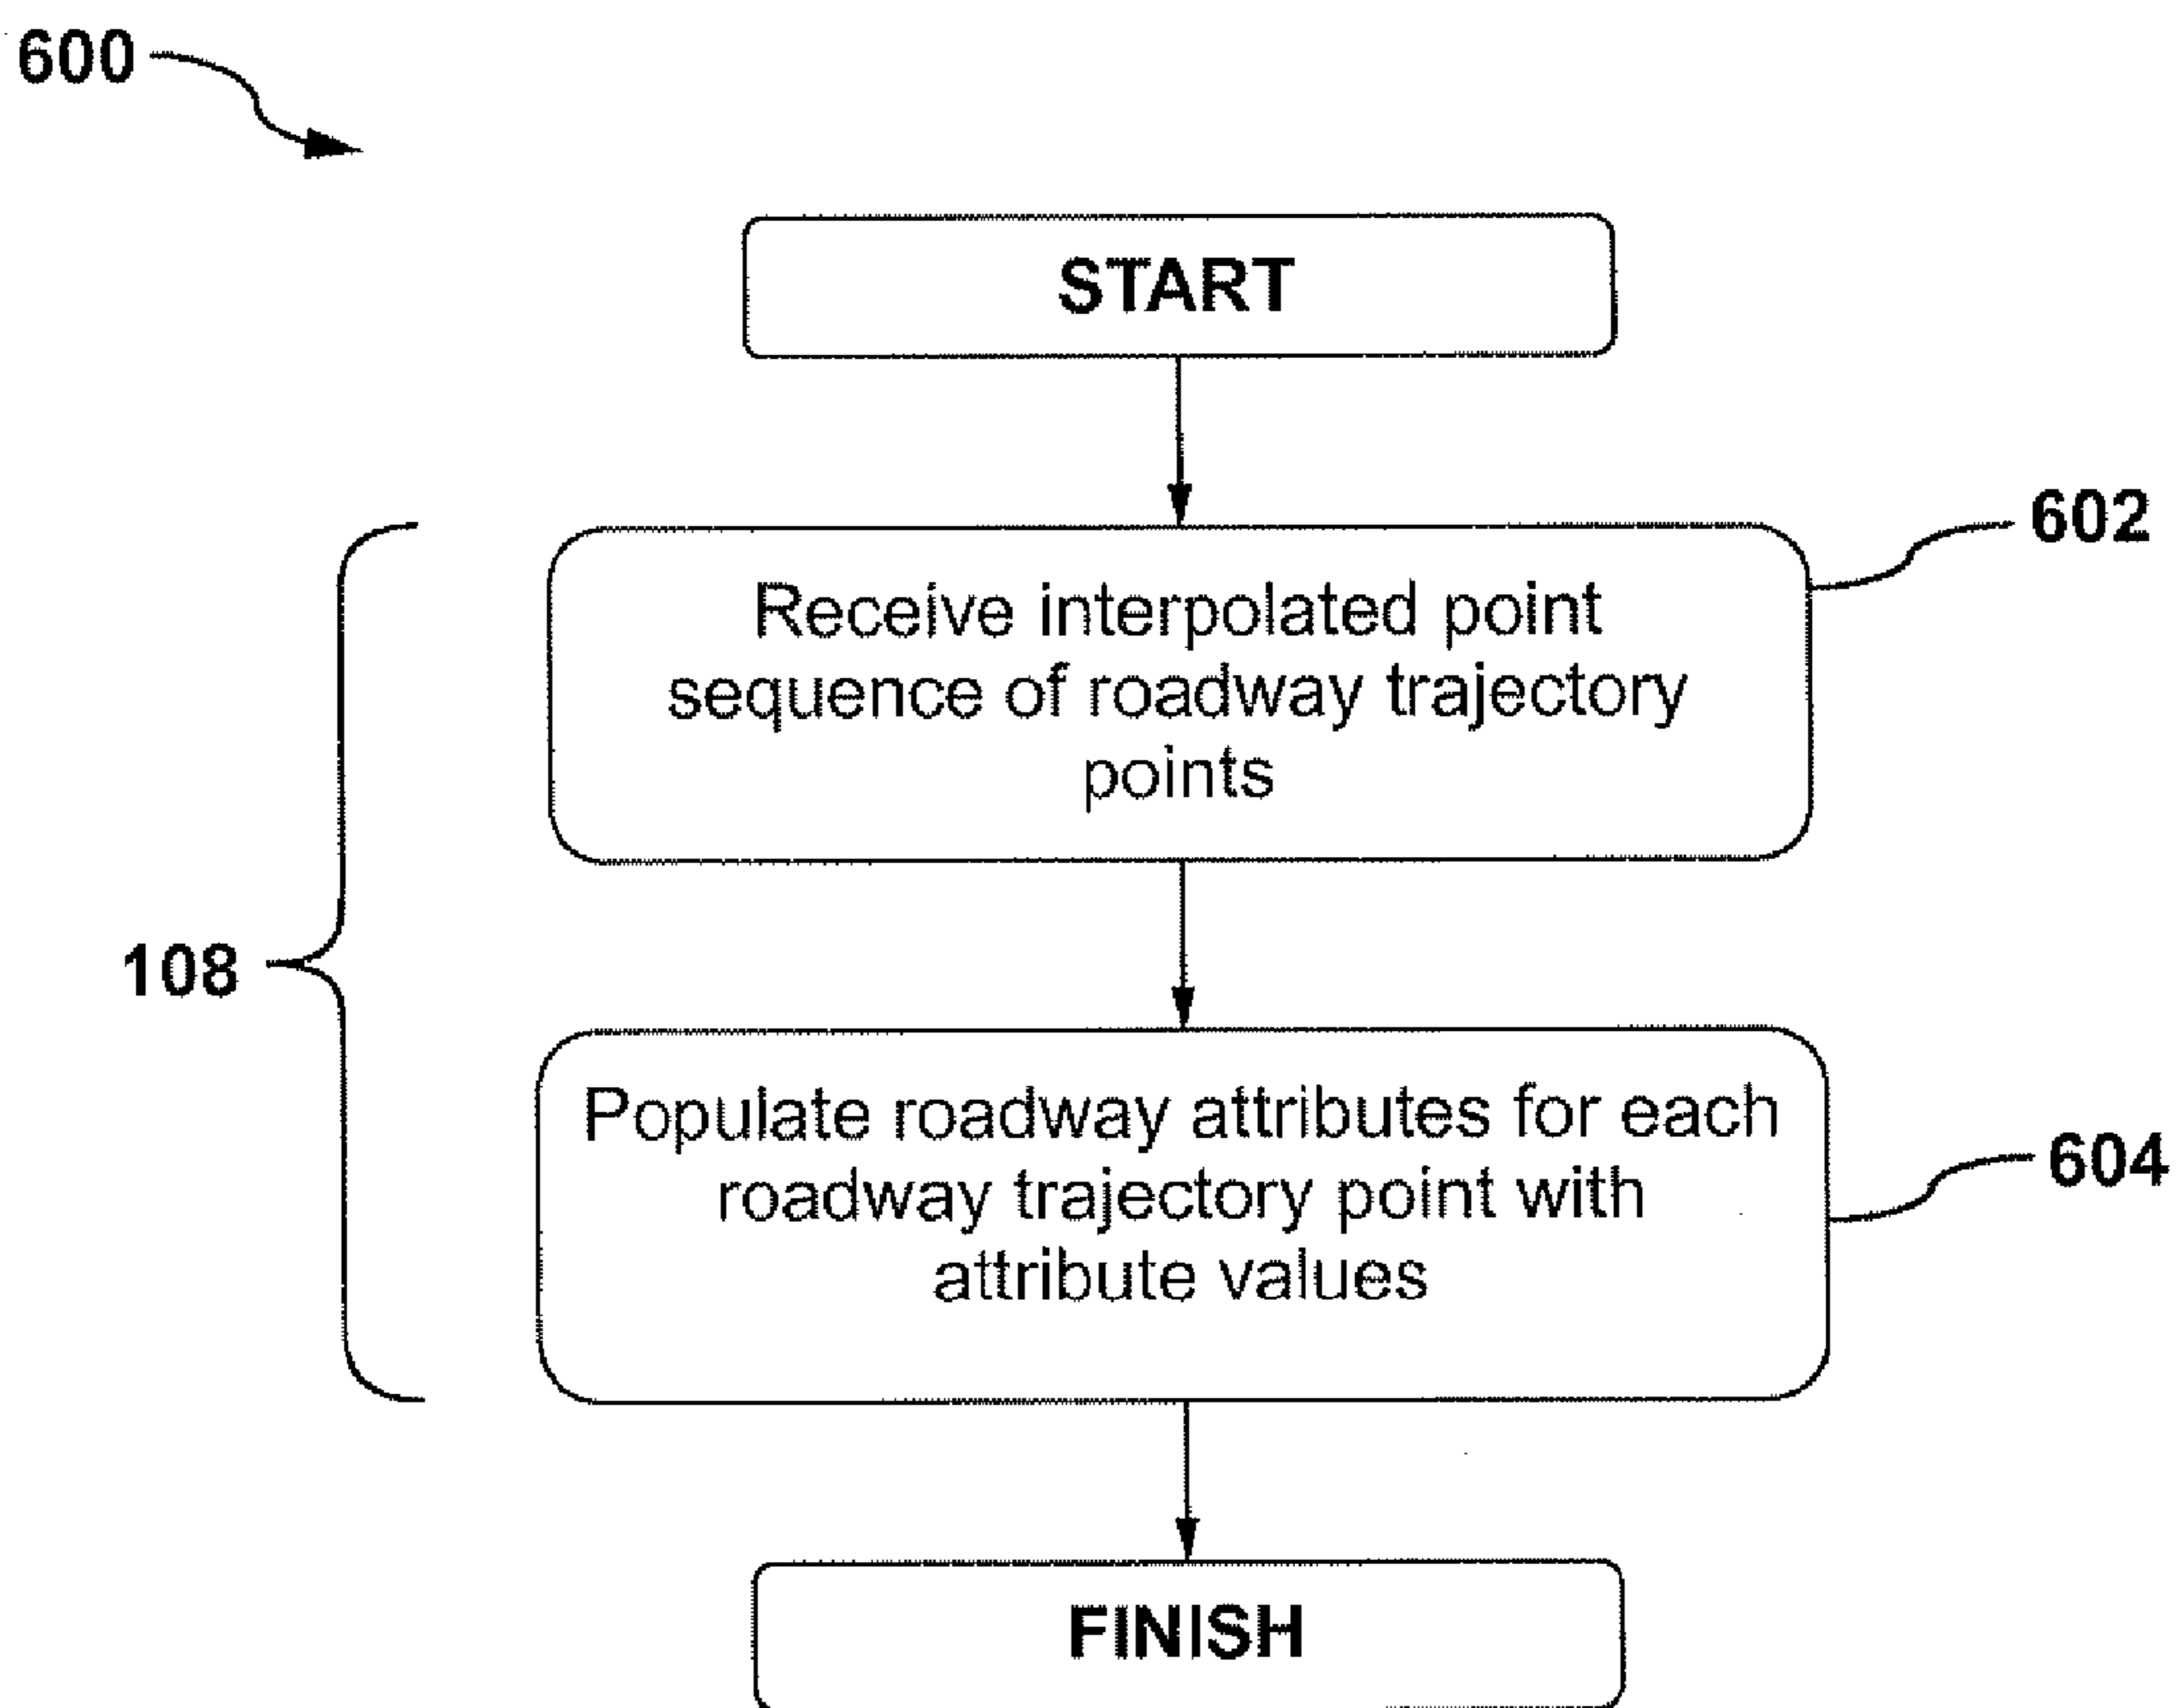 600
START
602
Receive interpolated point
sequence of roadway trajectory
points
108
Populate roadway attributes for each
roadway trajectory point with
attribute values
604
FINISH